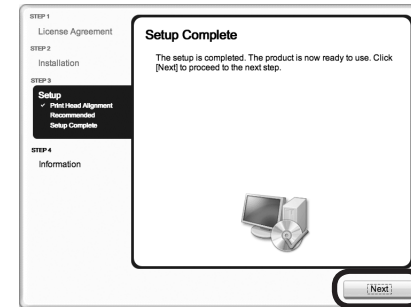 STEP 1
License Agreement
STEP 2
Installation
STEP 3
Setup
✓ Print Head Alignment
Recommended
Setup Complete
STEP 4
Information
Setup Complete
The setup is completed. The product is now ready to use. Click
[Next] to proceed to the next step.
Next